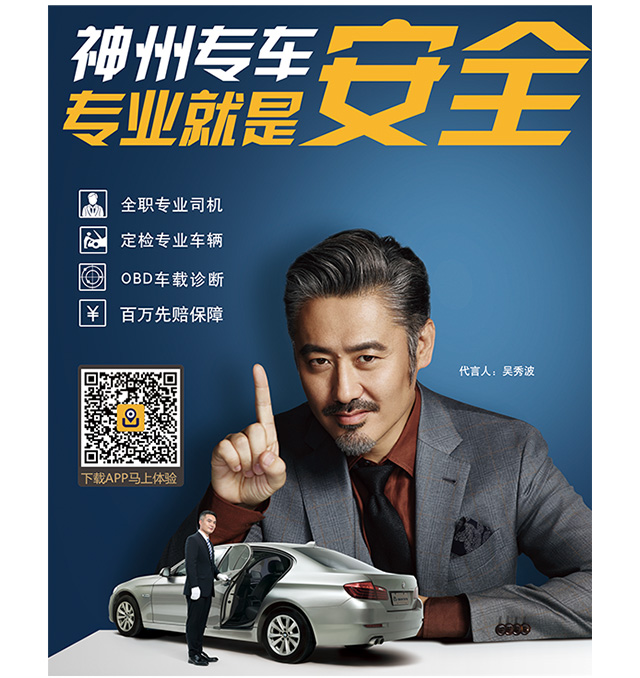 神州专车
专业就是安全
全职专业司机
定检专业车辆
OBD车载诊断
百万先赔保障
代言人：吴秀波
下载APP马上体验